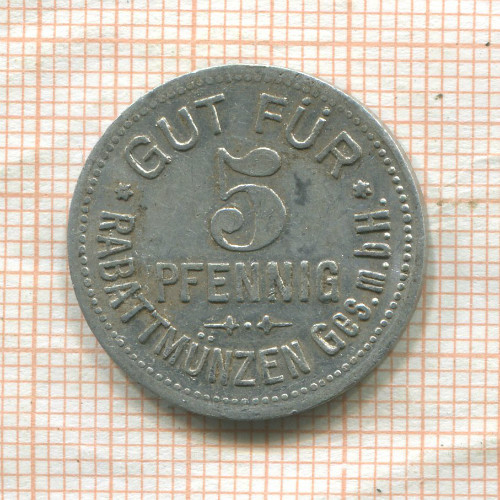 GUT FÜR
5
PFENNIG
RABATTMÜNZEN Ges.m.b.H.